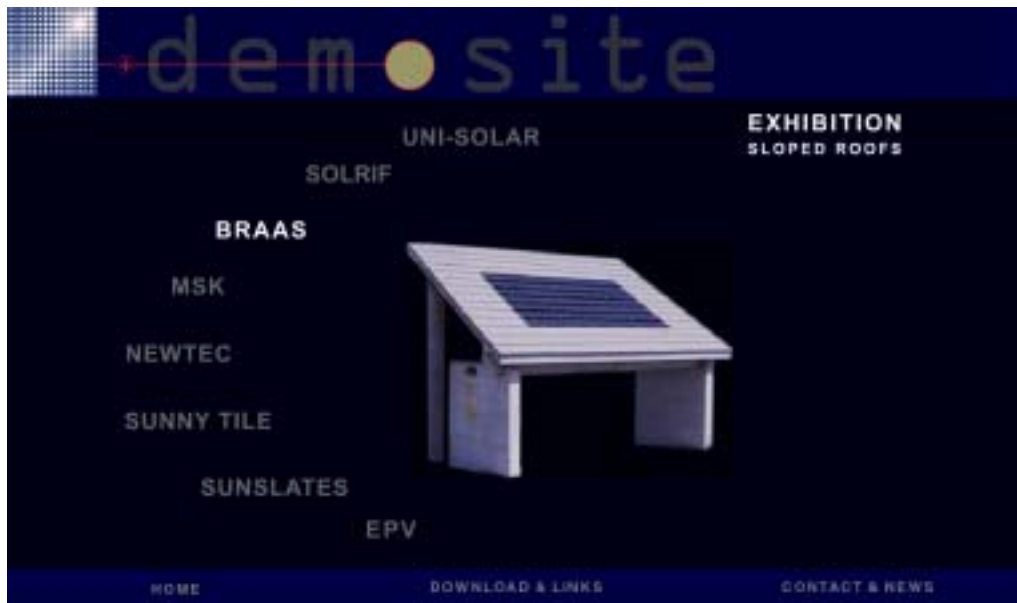 demosite
EXHIBITION
SLOPED ROOFS
UNI-SOLAR
SOLRIF
BRAAS
MSK
NEWTEC
SUNNY TILE
SUNSLATES
EPV
HOME
DOWNLOAD & LINKS
CONTACT & NEWS